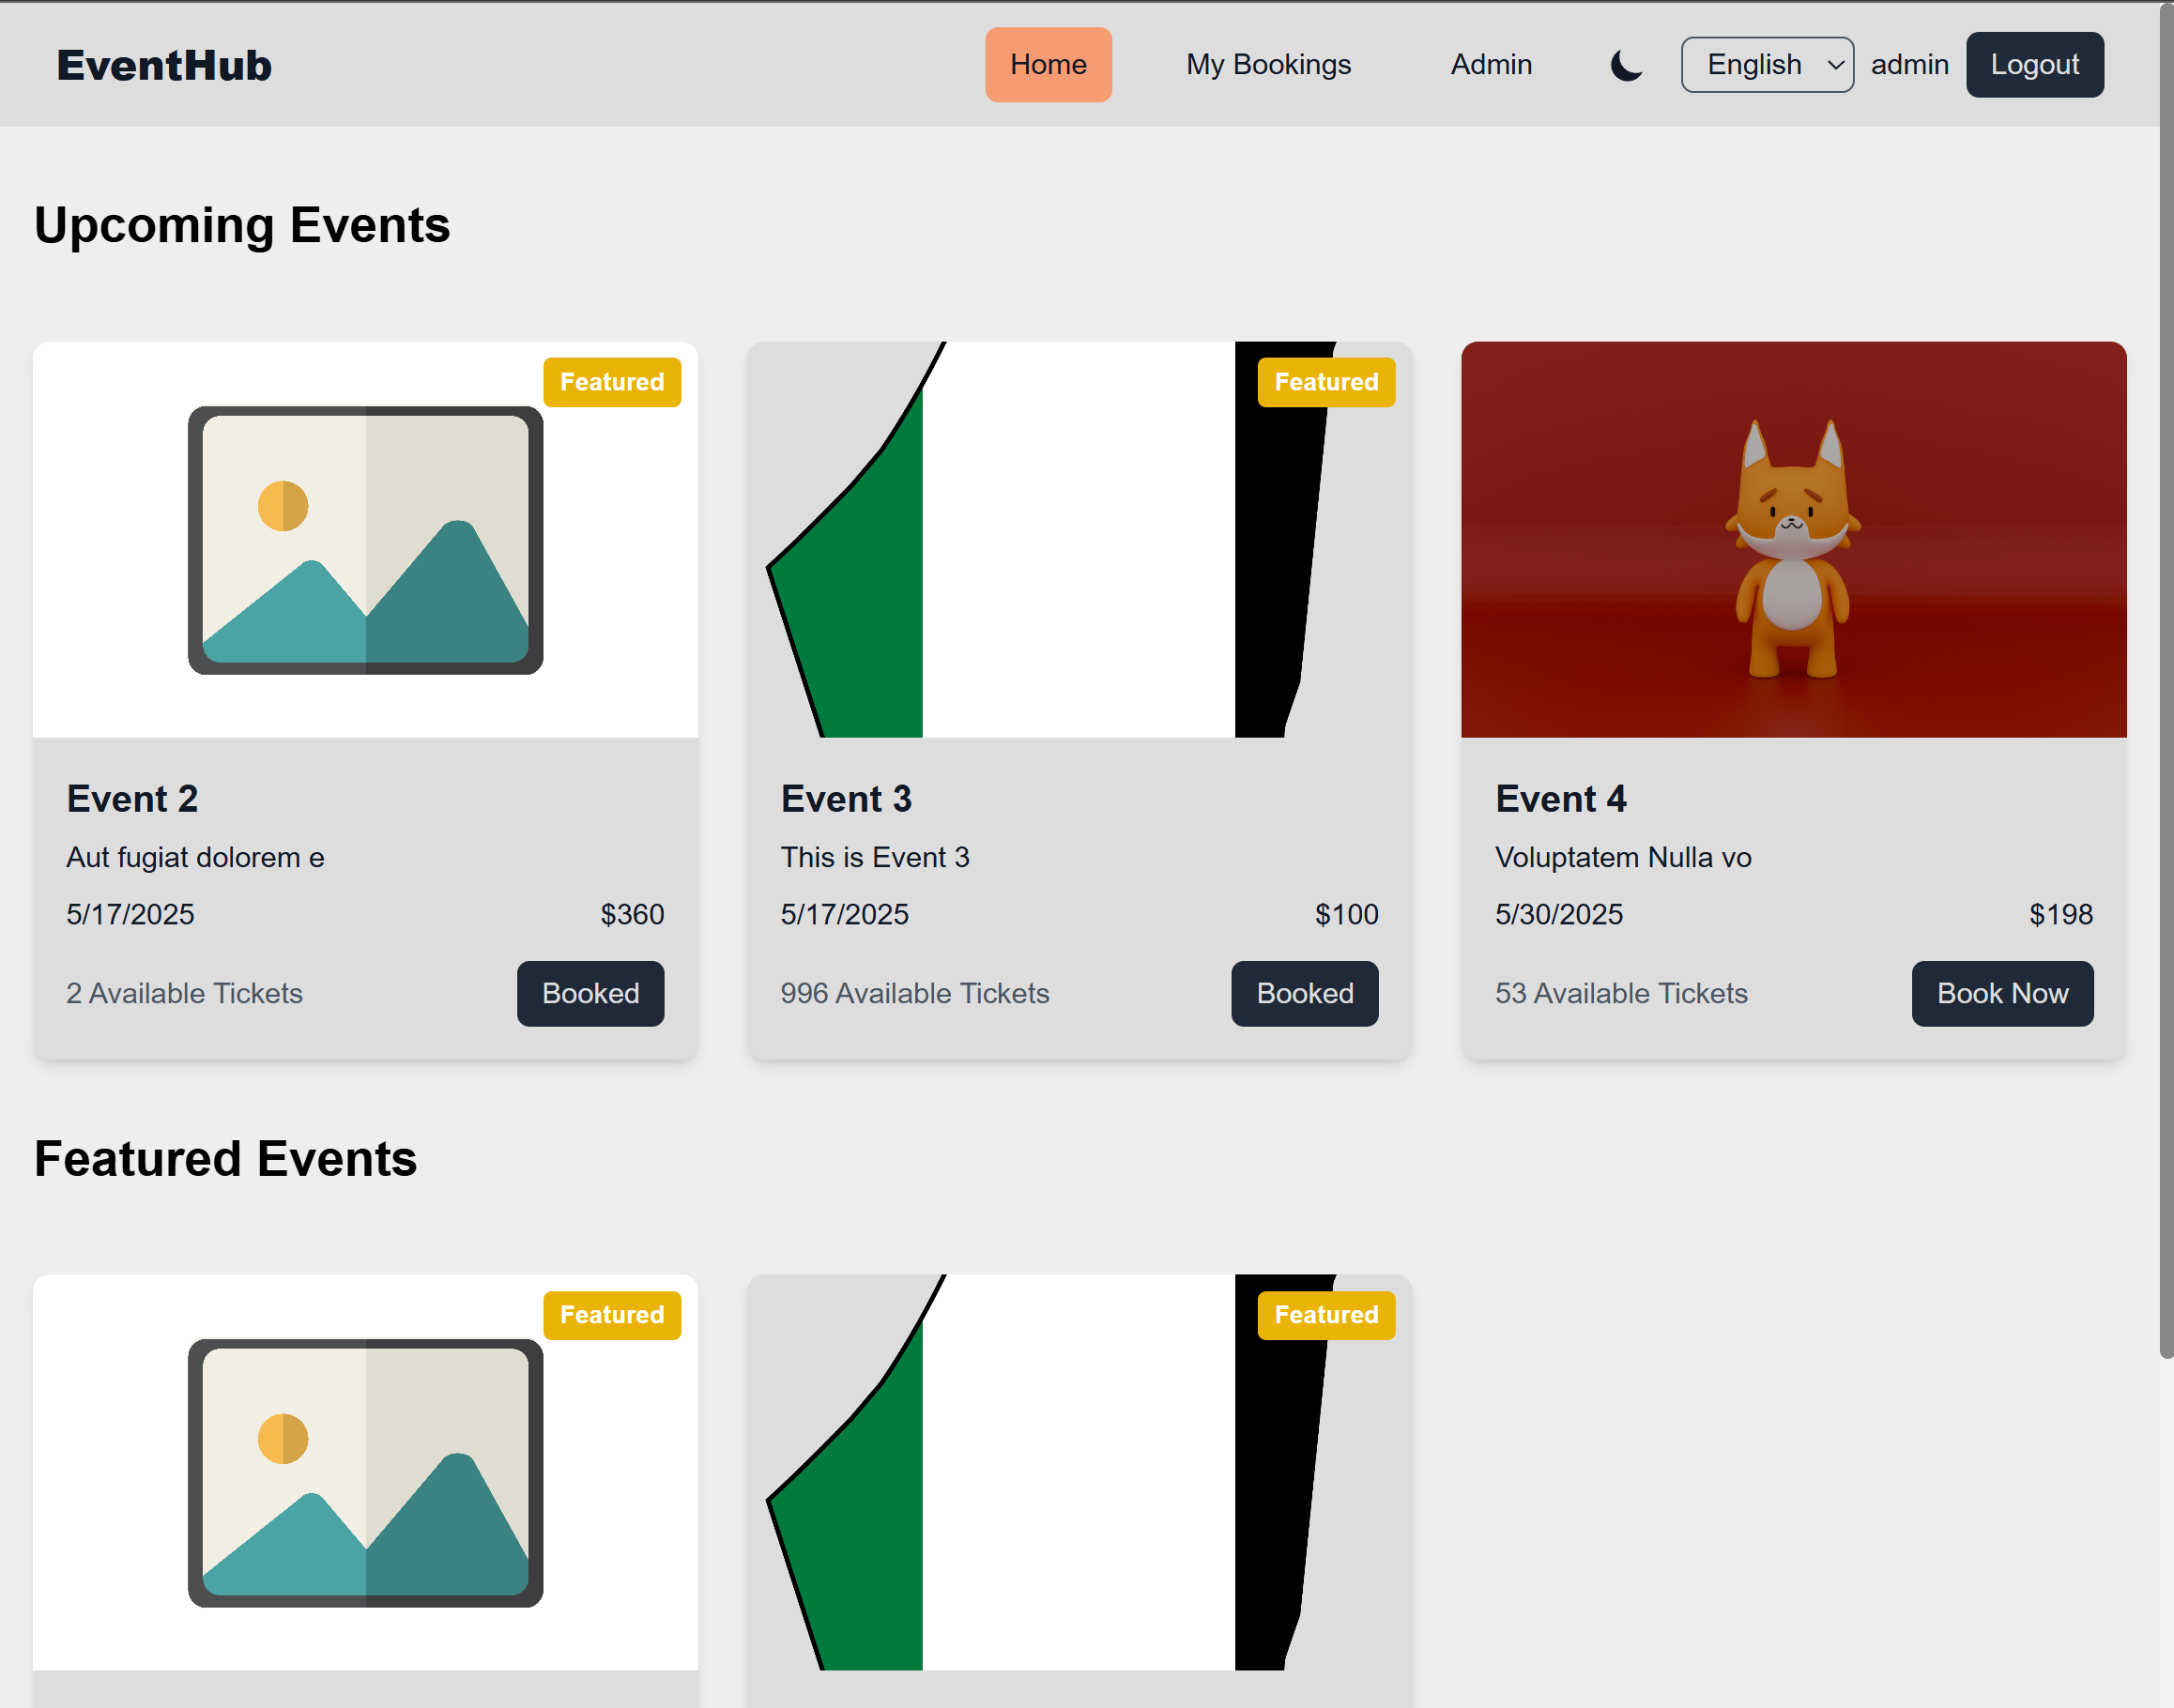 EventHub
Home My Bookings Admin English admin Logout
Upcoming Events
Featured Featured
Event 2 Event 3 Event 4
Aut fugiat dolorem e This is Event 3 Voluptatem Nulla vo
5/17/2025 $360 5/17/2025 $100 5/30/2025 $198
2 Available Tickets Booked 996 Available Tickets Booked 53 Available Tickets Book Now
Featured Events
Featured Featured